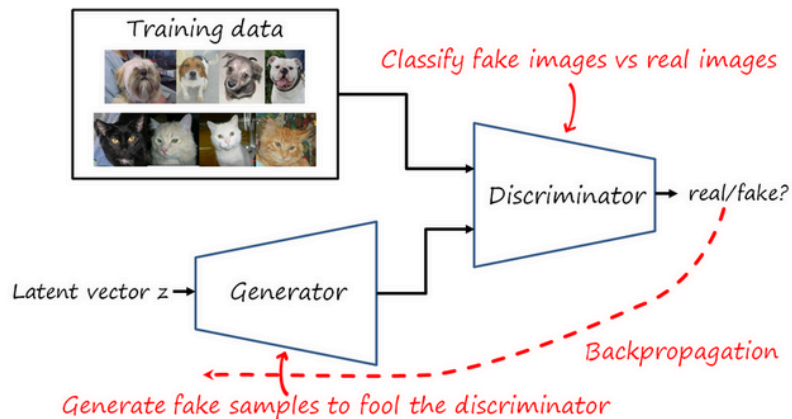 Training data
Classify fake images vs real images
Discriminator
real/fake?
Latent vector z
Generator
Backpropagation
Generate fake samples to fool the discriminator